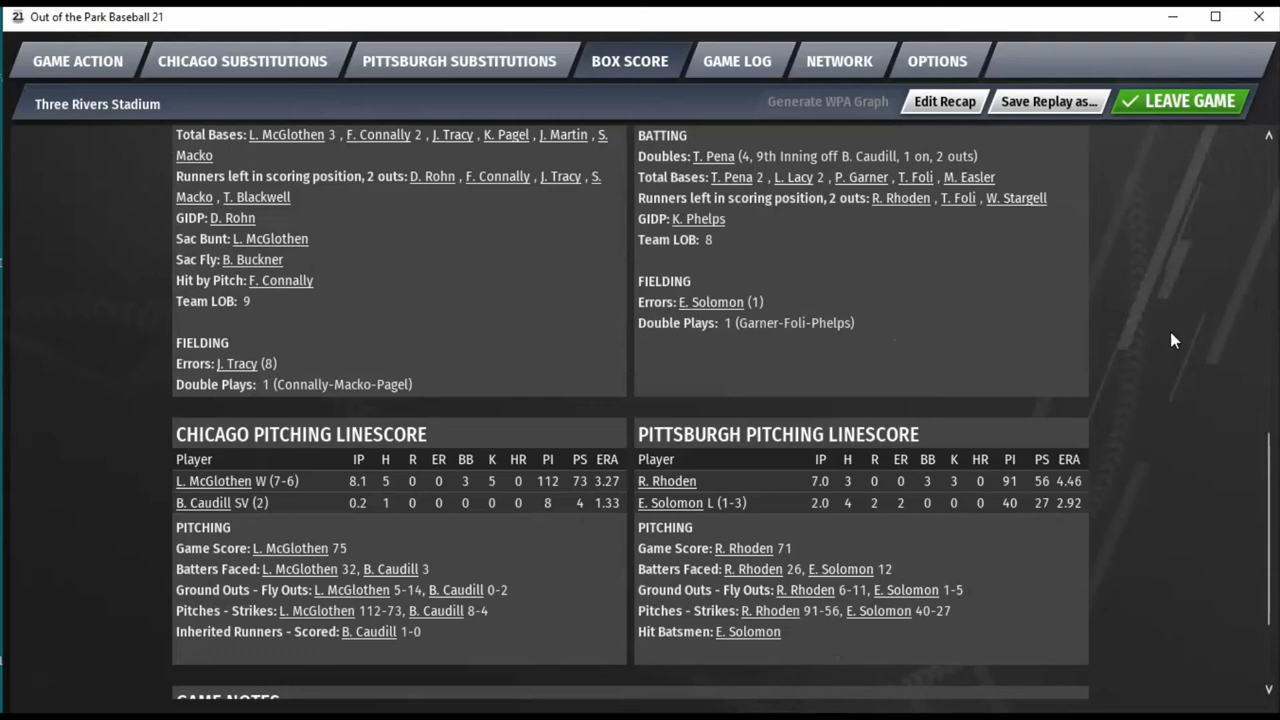 21 Out of the Park Baseball 21
GAME ACTION CHICAGO SUBSTITUTIONS PITTSBURGH SUBSTITUTIONS BOX SCORE GAME LOG NETWORK OPTIONS
Three Rivers Stadium Generate WPA Graph Edit Recap Save Replay as... LEAVE GAME
Total Bases: L. McGlothen 3 , F. Connally 2 , J. Tracy , K. Pagel , J. Martin , S.
Macko
Runners left in scoring position, 2 outs: D. Rohn , F. Connally , J. Tracy , S.
Macko , T. Blackwell
GIDP: D. Rohn
Sac Bunt: L. McGlothen
Sac Fly: B. Buckner
Hit by Pitch: F. Connally
Team LOB: 9
FIELDING
Errors: J. Tracy (8)
Double Plays: 1 (Connally-Macko-Pagel)
BATTING
Doubles: T. Pena (4, 9th Inning off B. Caudill, 1 on, 2 outs)
Total Bases: T. Pena 2 , L. Lacy 2 , P. Garner , T. Foli , M. Easler
Runners left in scoring position, 2 outs: R. Rhoden , T. Foli , W. Stargell
GIDP: K. Phelps
Team LOB: 8
FIELDING
Errors: E. Solomon (1)
Double Plays: 1 (Garner-Foli-Phelps)
CHICAGO PITCHING LINESCORE
Player IP H R ER BB K HR PI PS ERA
L. McGlothen W (7-6) 8.1 5 0 0 3 5 0 112 73 3.27
B. Caudill SV (2) 0.2 1 0 0 0 0 0 8 4 1.33
PITCHING
Game Score: L. McGlothen 75
Batters Faced: L. McGlothen 32, B. Caudill 3
Ground Outs - Fly Outs: L. McGlothen 5-14, B. Caudill 0-2
Pitches - Strikes: L. McGlothen 112-73, B. Caudill 8-4
Inherited Runners - Scored: B. Caudill 1-0
PITTSBURGH PITCHING LINESCORE
Player IP H R ER BB K HR PI PS ERA
R. Rhoden 7.0 3 0 0 3 3 0 91 56 4.46
E. Solomon L (1-3) 2.0 4 2 2 0 0 0 40 27 2.92
PITCHING
Game Score: R. Rhoden 71
Batters Faced: R. Rhoden 26, E. Solomon 12
Ground Outs - Fly Outs: R. Rhoden 6-11, E. Solomon 1-5
Pitches - Strikes: R. Rhoden 91-56, E. Solomon 40-27
Hit Batsmen: E. Solomon
GAME NOTES